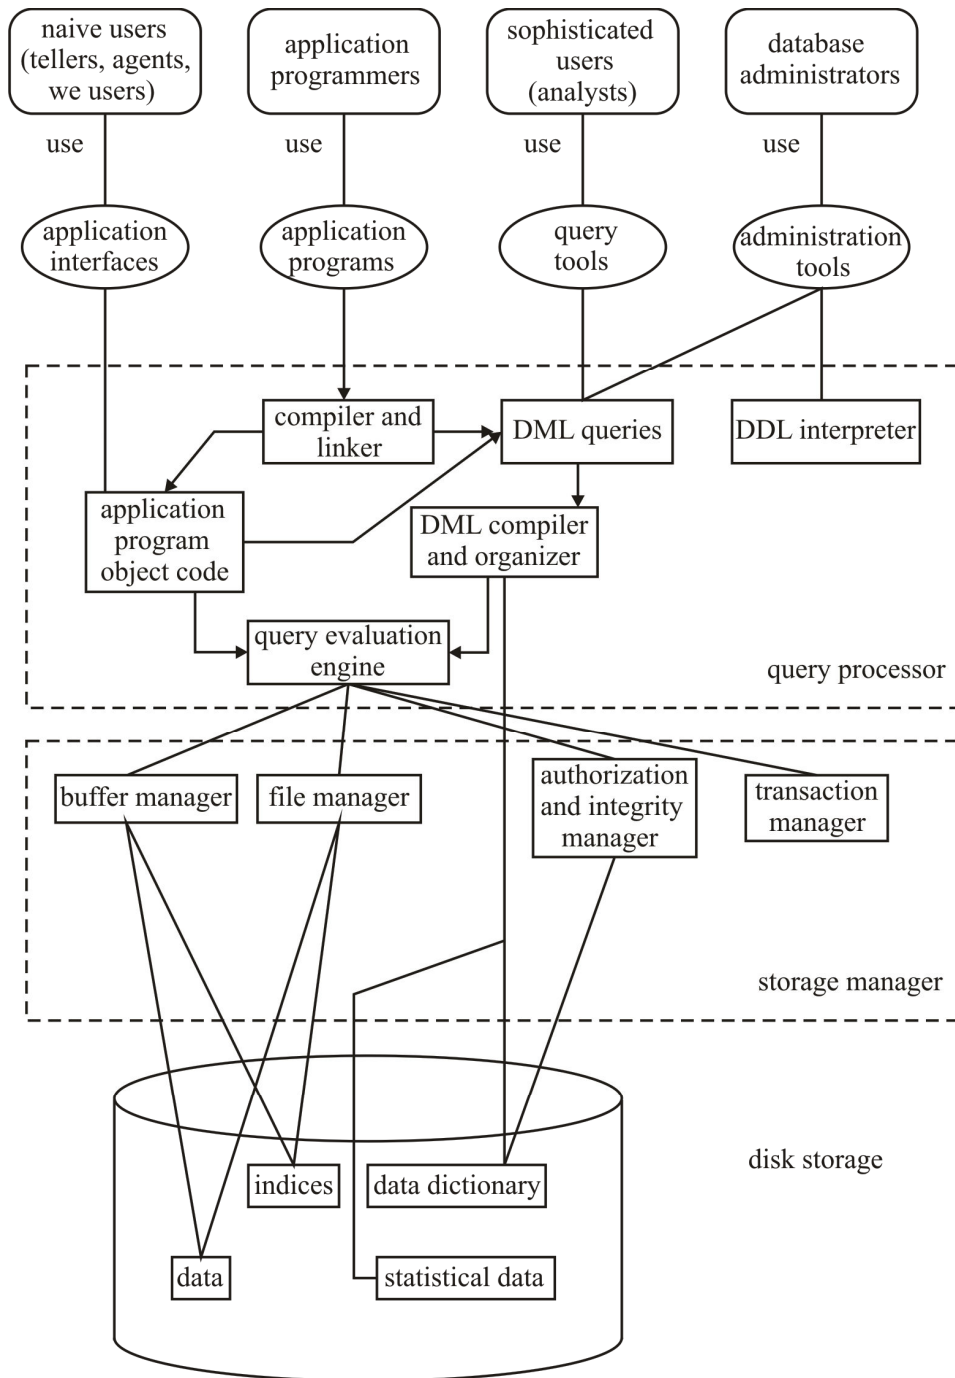 naive users
(tellers, agents,
we users)
application
programmers
sophisticated
users
(analysts)
database
administrators
use
use
use
use
application
interfaces
application
programs
query
tools
administration
tools
compiler and
linker
DML queries
DDL interpreter
application
program
object code
DML compiler
and organizer
query evaluation
engine
query processor
buffer manager
file manager
authorization
and integrity
manager
transaction
manager
storage manager
disk storage
indices
data dictionary
data
statistical data